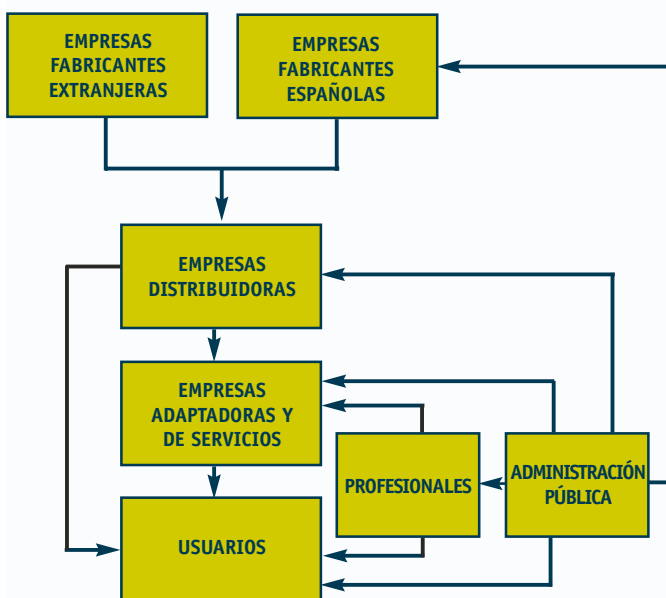 EMPRESAS
FABRICANTES
EXTRANJERAS
EMPRESAS
FABRICANTES
ESPAÑOLAS
EMPRESAS
DISTRIBUIDORAS
EMPRESAS
ADAPTADORAS Y
DE SERVICIOS
PROFESIONALES
ADMINISTRACIÓN
PÚBLICA
USUARIOS